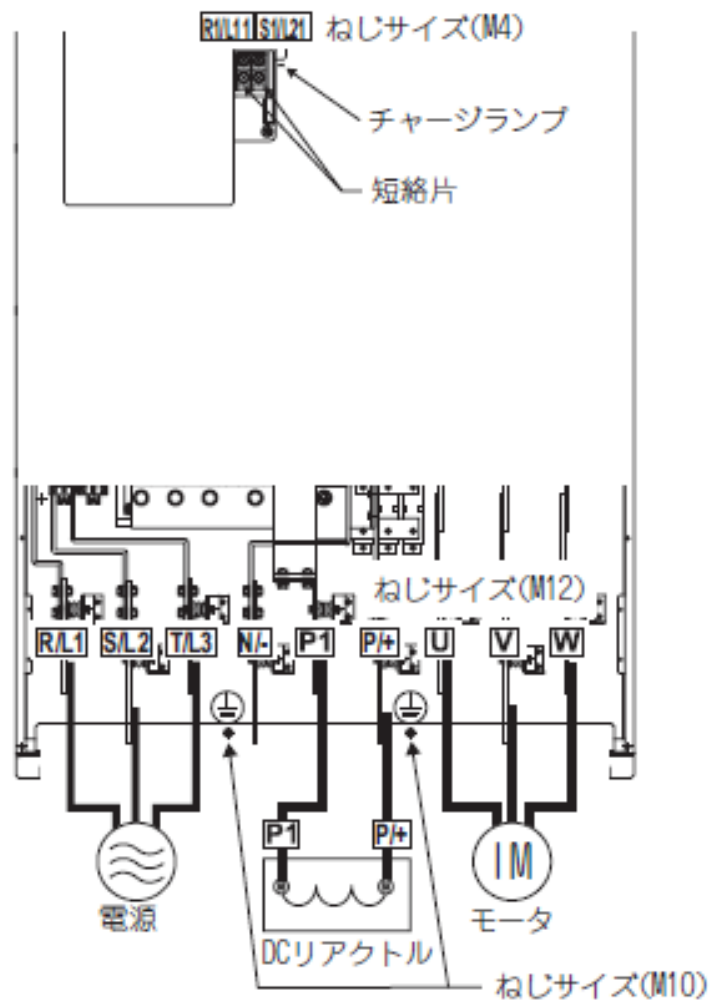 R1/L11 S1/L21 ねじサイズ(M4)
チャージランプ
短絡片
ねじサイズ(M12)
R/L1 S/L2 T/L3 N/- P1 P/+ U V W
P1 P/+
IM
電源 モータ
DCリアクトル
ねじサイズ(M10)